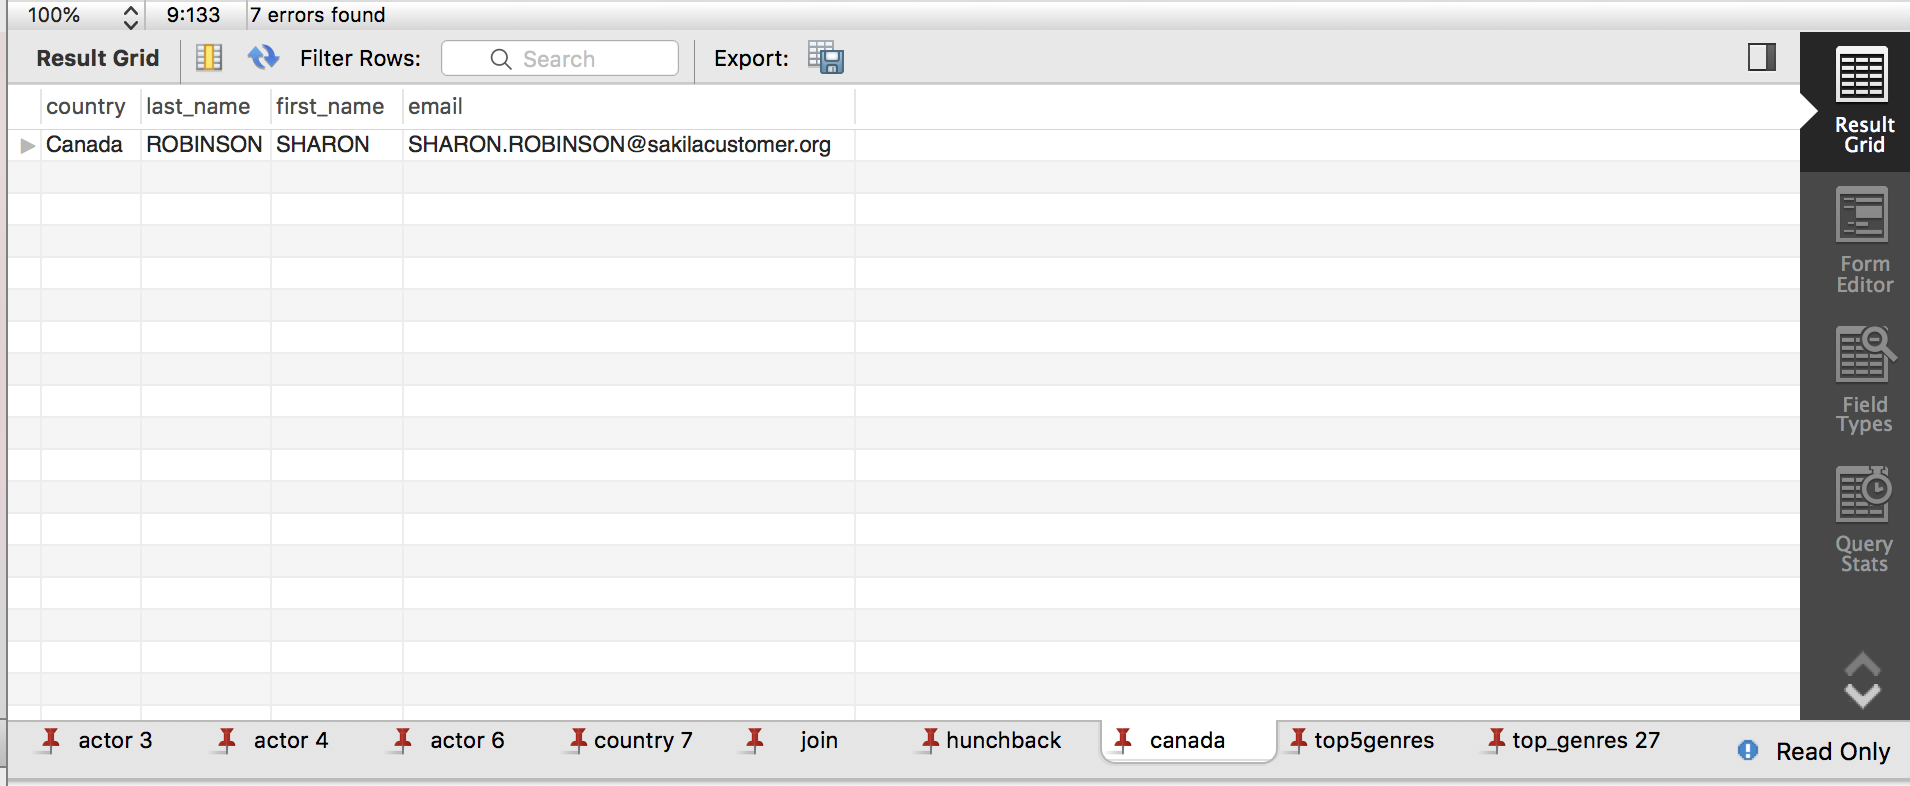 100% 9:133 7 errors found
Result Grid Filter Rows: Search Export:
country last_name first_name email
Canada ROBINSON SHARON SHARON.ROBINSON@sakilacustomer.org
Result
Grid
Form
Editor
Field
Types
Query
Stats
actor 3 actor 4 actor 6 country 7 join hunchback canada top5genres top_genres 27 Read Only